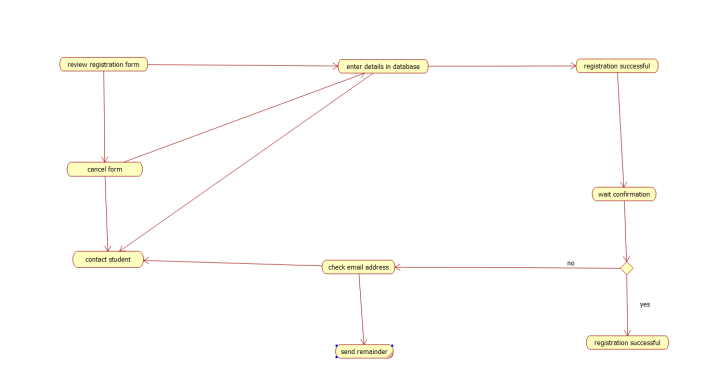 review registration form
enter details in database
registration successful
cancel form
wait confirmation
contact student
check email address
no
yes
send remainder
registration successful